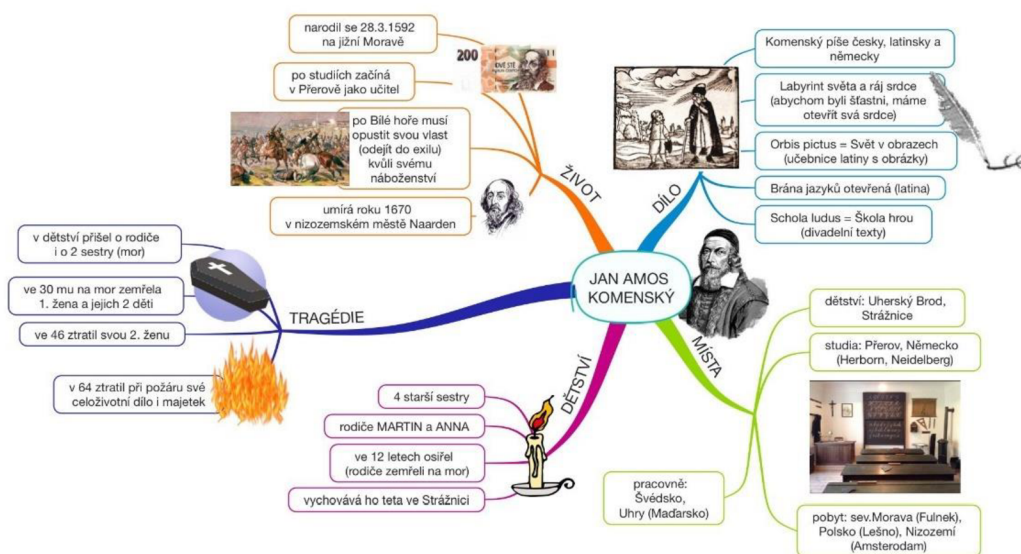 narodil se 28.3.1592
na jižní Moravě
po studiích začíná
v Přerově jako učitel
po Bílé hoře musí
opustit svou vlast
(odejít do exilu)
kvůli svému
náboženství
umírá roku 1670
v nizozemském městě Naarden
200
DVĚ STĚ
ŽIVOT
Komenský píše česky, latinsky a
německy
Labyrint světa a ráj srdce
(abychom byli šťastni, máme
otevřít svá srdce)
Orbis pictus = Svět v obrazech
(učebnice latiny s obrázky)
Brána jazyků otevřená (latina)
Schola ludus = Škola hrou
(divadelní texty)
DÍLO
JAN AMOS
KOMENSKÝ
v dětství přišel o rodiče
i o 2 sestry (mor)
ve 30 mu na mor zemřela
1. žena a jejich 2 děti
ve 46 ztratil svou 2. ženu
v 64 ztratil při požáru své
celoživotní dílo i majetek
TRAGÉDIE
4 starší sestry
rodiče MARTIN a ANNA
ve 12 letech osiřel
(rodiče zemřeli na mor)
vychovává ho teta ve Strážnici
DĚTSTVÍ
MÍSTA
dětství: Uherský Brod,
Strážnice
studia: Přerov, Německo
(Herborn, Neidelberg)
pracovně:
Švédsko,
Uhry (Maďarsko)
pobyt: sev.Morava (Fulnek),
Polsko (Lešno), Nizozemí
(Amsterodam)